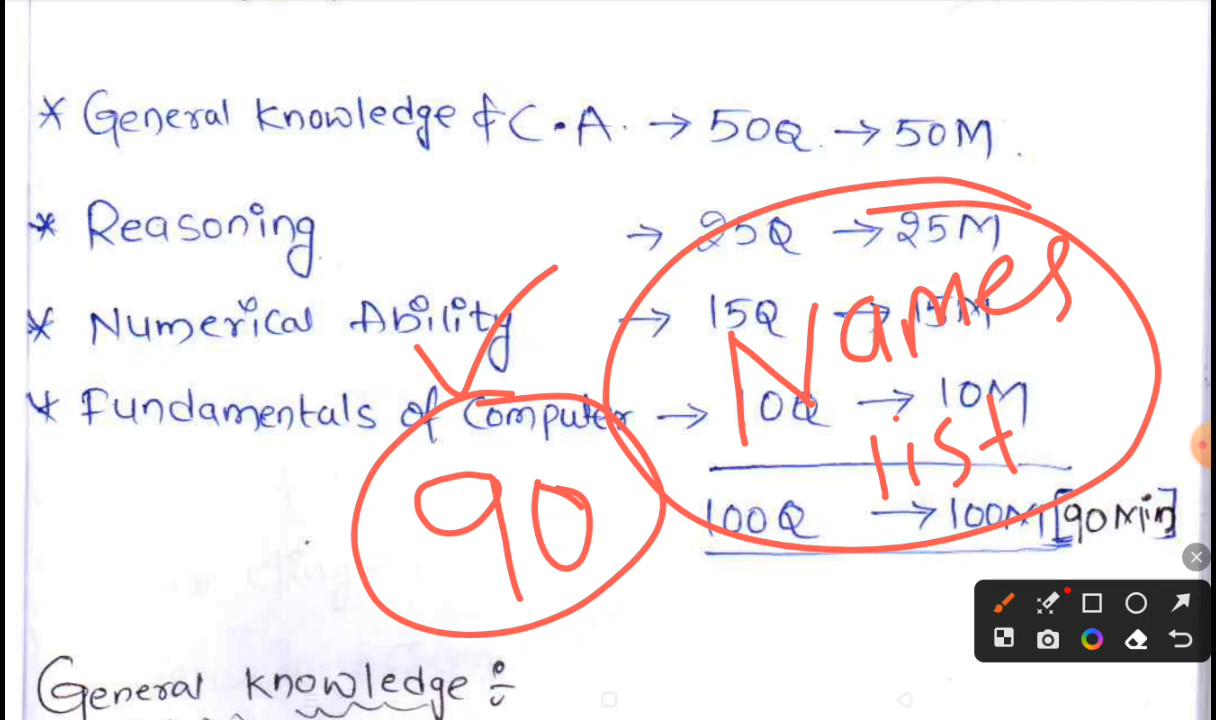 * General Knowledge & C.A. → 50Q. → 50M.
* Reasoning → 25Q → 25M
* Numerical Ability → 15Q → 15M
* Fundamentals of Computer → 10Q → 10M
100Q → 100M [90 Min]
Names
list
90
General knowledge :-